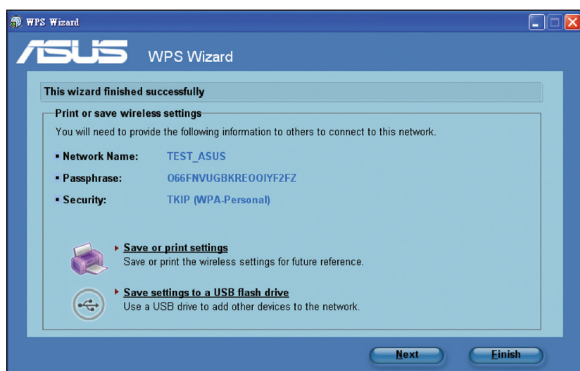 WPS Wizard
ASUS WPS Wizard
This wizard finished successfully
Print or save wireless settings
You will need to provide the following information to others to connect to this network.
▪ Network Name: TEST_ASUS
▪ Passphrase: O66FNVUGBKREOOIYF2FZ
▪ Security: TKIP (WPA-Personal)
Save or print settings
Save or print the wireless settings for future reference.
Save settings to a USB flash drive
Use a USB drive to add other devices to the network.
Next Finish